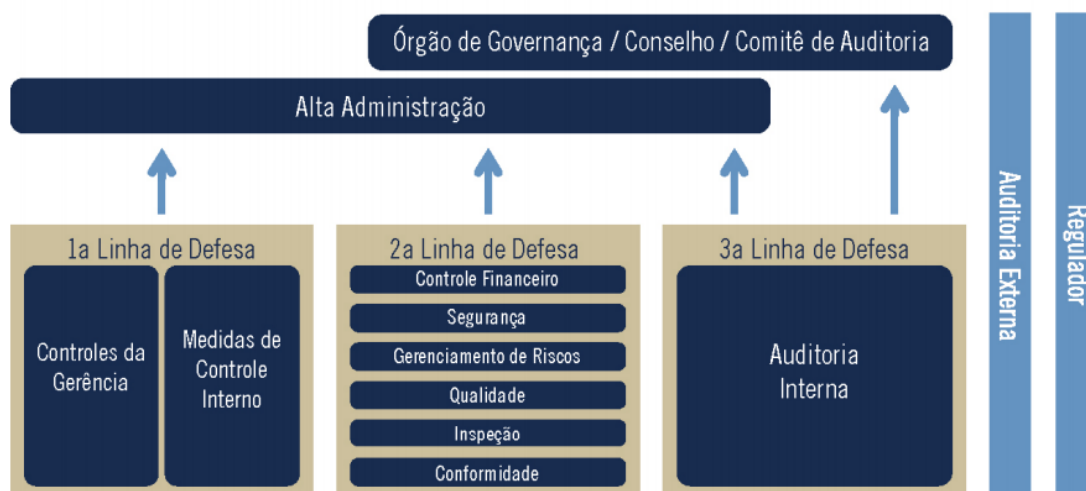 Órgão de Governança / Conselho / Comitê de Auditoria
Alta Administração
1a Linha de Defesa
Controles da
Gerência
Medidas de
Controle
Interno
2a Linha de Defesa
Controle Financeiro
Segurança
Gerenciamento de Riscos
Qualidade
Inspeção
Conformidade
3a Linha de Defesa
Auditoria
Interna
Auditoria Externa
Regulador